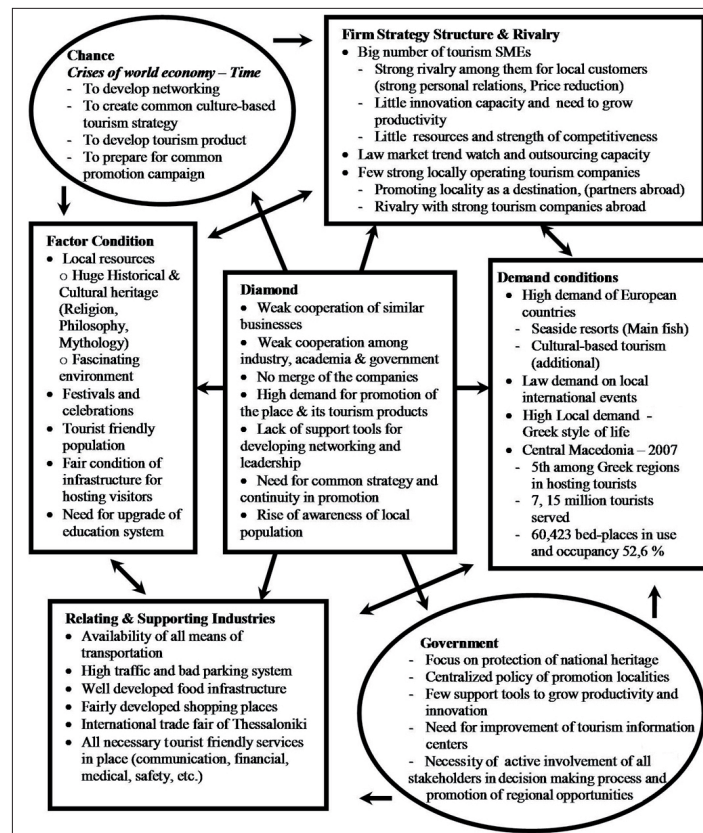 Chance
Crises of world economy – Time
- To develop networking
- To create common culture-based
tourism strategy
- To develop tourism product
- To prepare for common
promotion campaign
Firm Strategy Structure & Rivalry
• Big number of tourism SMEs
- Strong rivalry among them for local customers
(strong personal relations, Price reduction)
- Little innovation capacity and need to grow
productivity
- Little resources and strength of competitiveness
• Law market trend watch and outsourcing capacity
• Few strong locally operating tourism companies
- Promoting locality as a destination, (partners abroad)
- Rivalry with strong tourism companies abroad
Factor Condition
• Local resources
o Huge Historical &
Cultural heritage
(Religion,
Philosophy,
Mythology)
o Fascinating
environment
• Festivals and
celebrations
• Tourist friendly
population
• Fair condition of
infrastructure for
hosting visitors
• Need for upgrade of
education system
Diamond
• Weak cooperation of similar
businesses
• Weak cooperation among
industry, academia & government
• No merge of the companies
• High demand for promotion of
the place & its tourism products
• Lack of support tools for
developing networking and
leadership
• Need for common strategy and
continuity in promotion
• Rise of awareness of local
population
Demand conditions
• High demand of European
countries
- Seaside resorts (Main fish)
- Cultural-based tourism
(additional)
• Law demand on local
international events
• High Local demand -
Greek style of life
• Central Macedonia – 2007
- 5th among Greek regions
in hosting tourists
- 7, 15 million tourists
served
- 60,423 bed-places in use
and occupancy 52,6 %
Relating & Supporting Industries
• Availability of all means of
transportation
• High traffic and bad parking system
• Well developed food infrastructure
• Fairly developed shopping places
• International trade fair of Thessaloniki
• All necessary tourist friendly services
in place (communication, financial,
medical, safety, etc.)
Government
- Focus on protection of national heritage
- Centralized policy of promotion localities
- Few support tools to grow productivity and
innovation
- Need for improvement of tourism information
centers
- Necessity of active involvement of all
stakeholders in decision making process and
promotion of regional opportunities